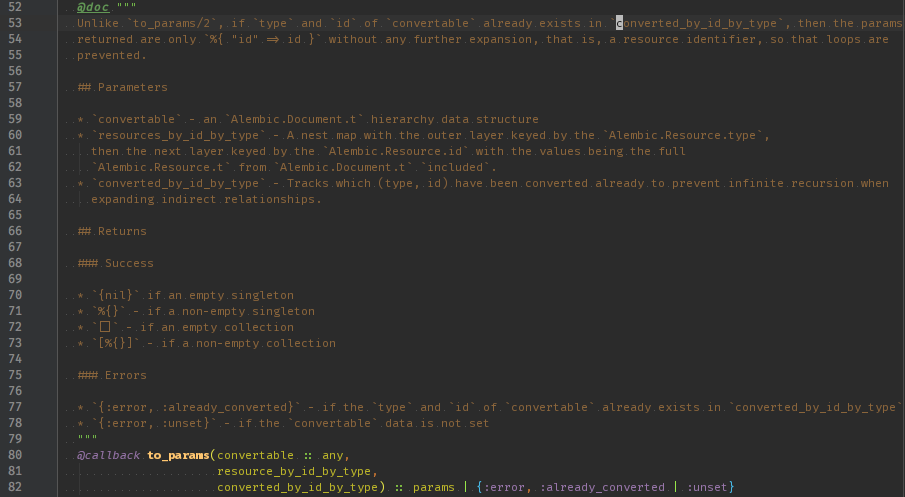 52 @doc """
53 Unlike `to_params/2`, if `type` and `id` of `convertable` already exists in `converted_by_id_by_type`, then the params
54 returned are only `%{ "id" => id }` without any further expansion, that is, a resource identifier, so that loops are
55 prevented.
56
57 ## Parameters
58
59 * `convertable` - an `Alembic.Document.t` hierarchy data structure
60 * `resources_by_id_by_type` - A nest map with the outer layer keyed by the `Alembic.Resource.type`,
61 then the next layer keyed by the `Alembic.Resource.id` with the values being the full
62 `Alembic.Resource.t` from `Alembic.Document.t` `included`.
63 * `converted_by_id_by_type` - Tracks which (type, id) have been converted already to prevent infinite recursion when
64 expanding indirect relationships.
65
66 ## Returns
67
68 ### Success
69
70 * `{nil}` if an empty singleton
71 * `%{}` - if a non-empty singleton
72 * `[]` - if an empty collection
73 * `[%{}]` - if a non-empty collection
74
75 ### Errors
76
77 * `{:error, :already_converted}` - if the `type` and `id` of `convertable` already exists in `converted_by_id_by_type`
78 * `{:error, :unset}` - if the `convertable` data is not set
79 """
80 @callback to_params(convertable :: any,
81 resource_by_id_by_type,
82 converted_by_id_by_type) :: params | {:error, :already_converted | :unset}